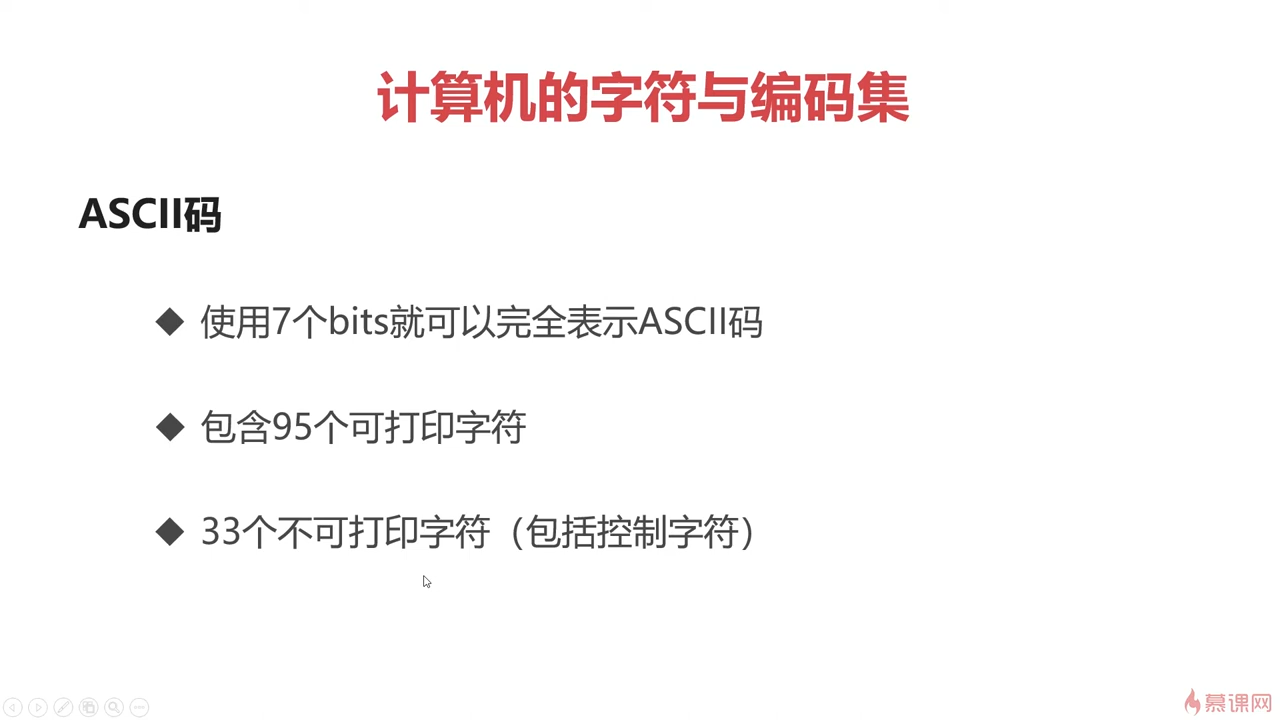 计算机的字符与编码集
ASCII码
◆ 使用7个bits就可以完全表示ASCII码
◆ 包含95个可打印字符
◆ 33个不可打印字符（包括控制字符）
慕课网